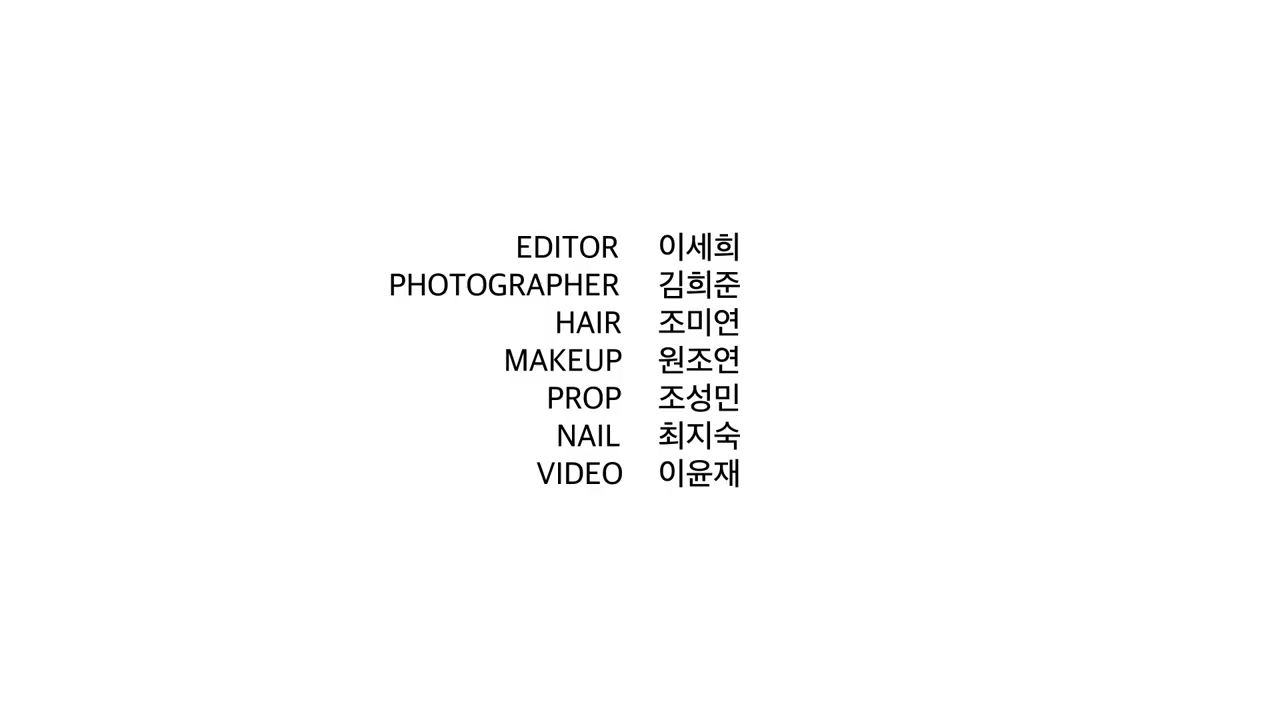 EDITOR 이세희
PHOTOGRAPHER 김희준
HAIR 조미연
MAKEUP 원조연
PROP 조성민
NAIL 최지숙
VIDEO 이윤재